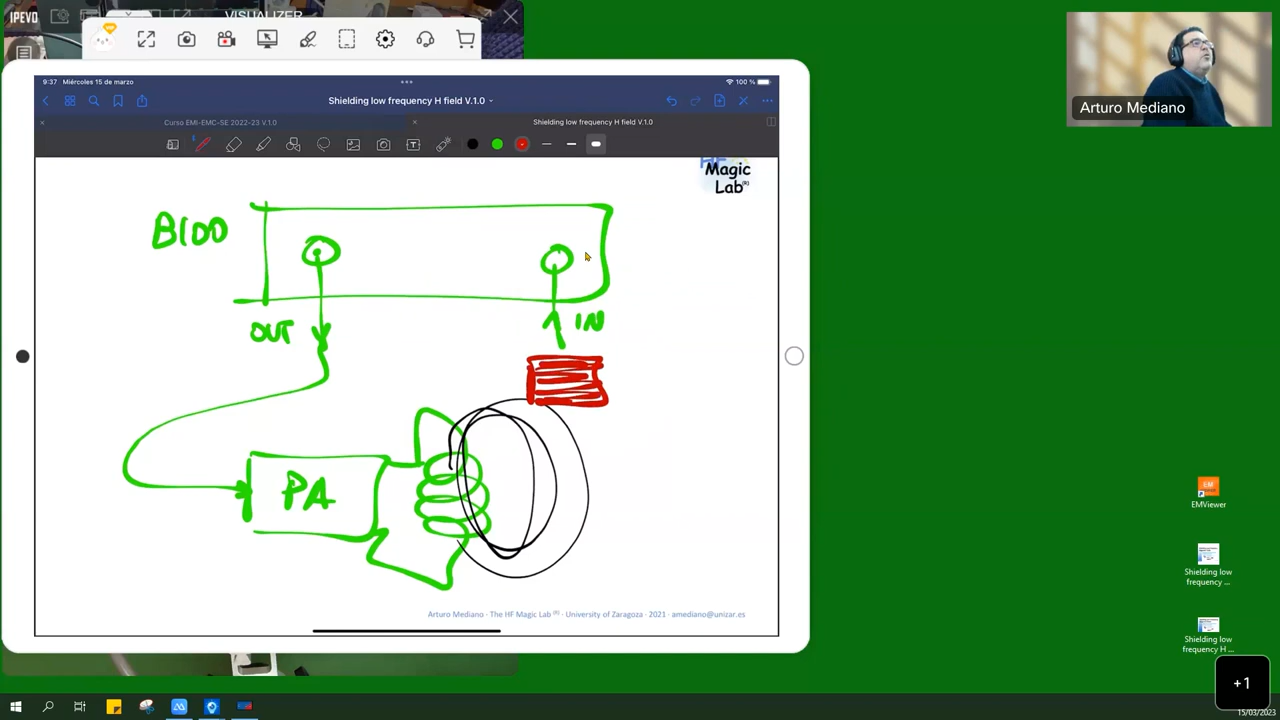 IPEVO
VISUALIZER
Arturo Mediano
9:37 Miércoles 15 de marzo
100 %
Shielding low frequency H field V.1.0
Curso EMI-EMC-SE 2022-23 V.1.0
Shielding low frequency H field V.1.0
HF
Magic
Lab(R)
B100
OUT
IN
PA
Arturo Mediano - The HF Magic Lab (R) - University of Zaragoza - 2021 - amediano@unizar.es
EMViewer
Shielding low
frequency ...
Shielding low
frequency H ...
+1
15/03/2023